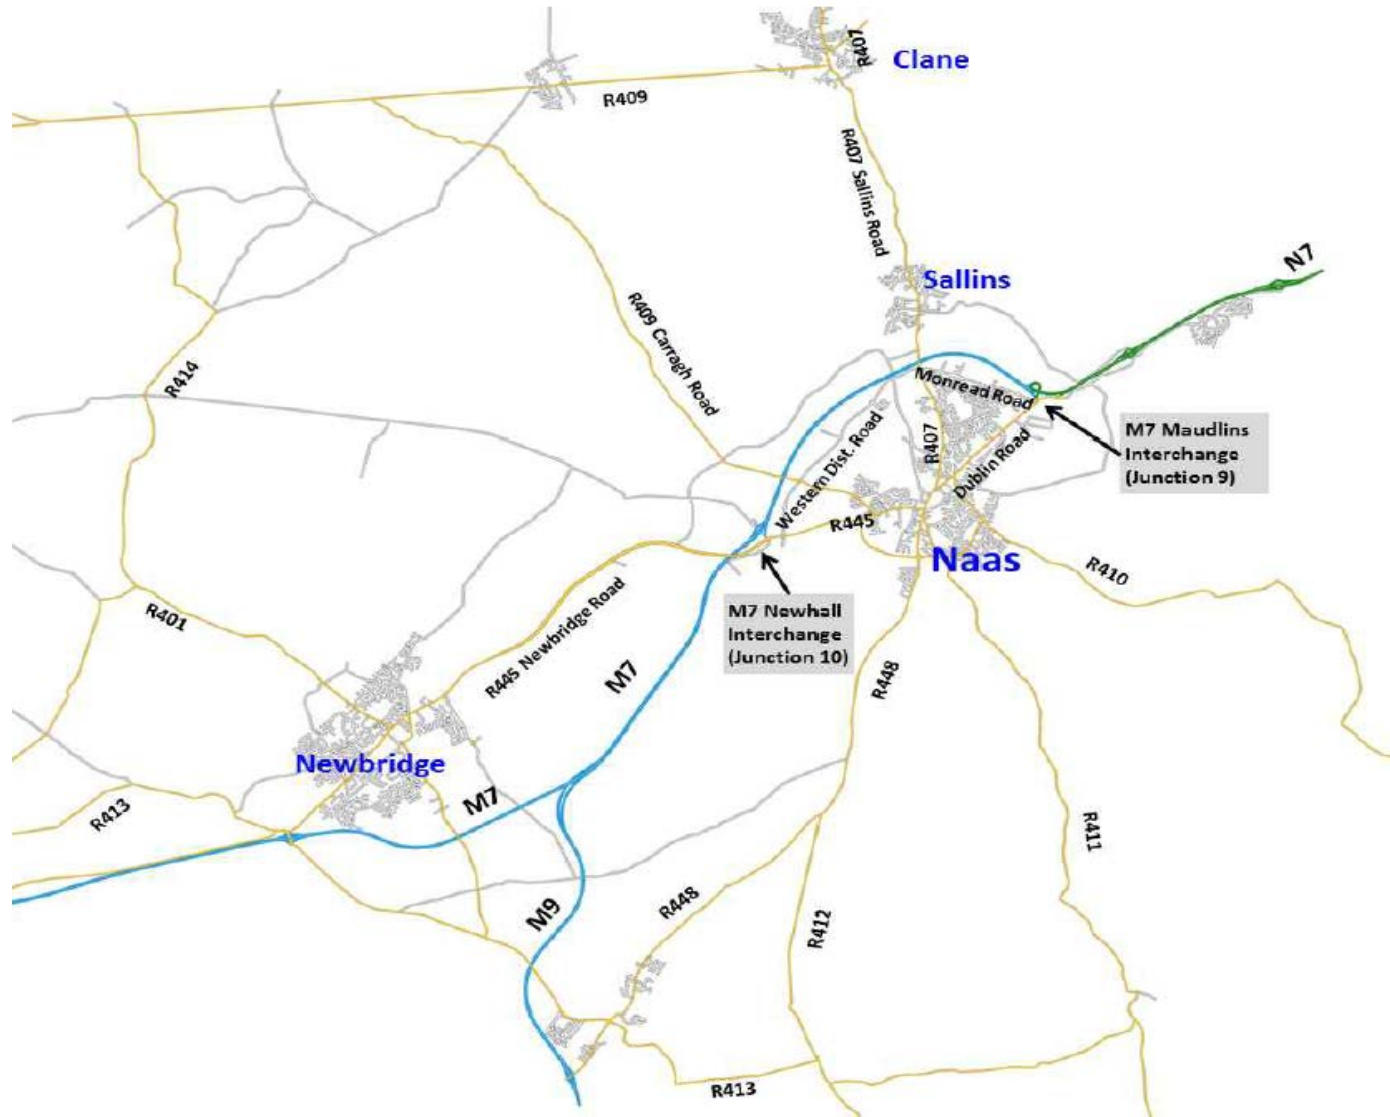 R407
Clane
R409
R407 Sallins Road
N7
Sallins
R409 Carragh Road
R414
Monread Road
M7 Maudlins
Interchange
(Junction 9)
R407
Dublin Road
Western Dist. Road
R445
Naas
R410
R401
M7 Newhall
Interchange
(Junction 10)
R445 Newbridge Road
M7
R448
Newbridge
M7
R413
R411
R448
M9
R412
R413